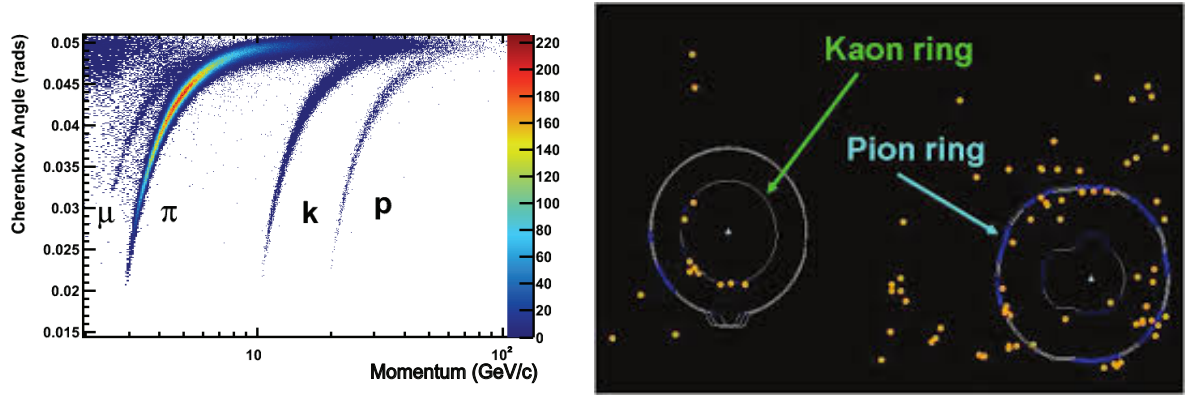 Cherenkov Angle (rads)
0.05
0.045
0.04
0.035
0.03
0.025
0.02
0.015
μ
π
k
p
10
10²
Momentum (GeV/c)
220
200
180
160
140
120
100
80
60
40
20
0
Kaon ring
Pion ring